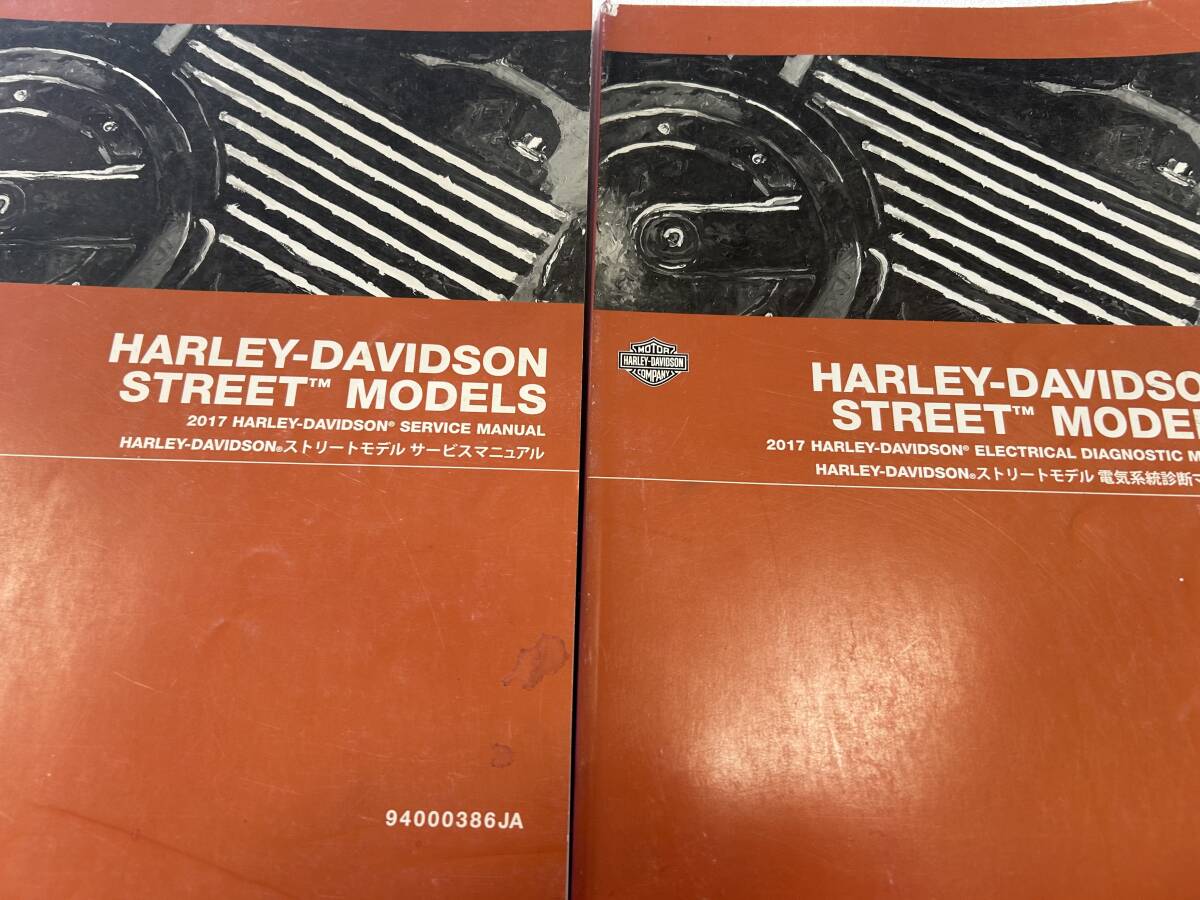 HARLEY-DAVIDSON
STREET™ MODELS
2017 HARLEY-DAVIDSON® SERVICE MANUAL
HARLEY-DAVIDSON®ストリートモデル サービスマニュアル
94000386JA
MOTOR
HARLEY-DAVIDSON
COMPANY
HARLEY-DAVIDSO
STREET™ MODEL
2017 HARLEY-DAVIDSON® ELECTRICAL DIAGNOSTIC M
HARLEY-DAVIDSON®ストリートモデル 電気系統診断マ